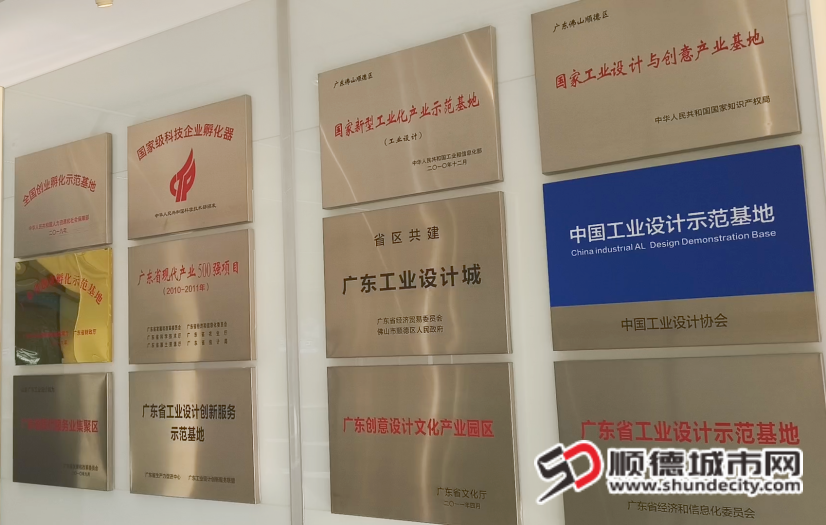 全国创业孵化示范基地
国家级科技企业孵化器
广东佛山顺德区
国家新型工业化产业示范基地
(工业设计)
中华人民共和国工业和信息化部
二〇一〇年十二月
广东佛山顺德区
国家工业设计与创意产业基地
中华人民共和国国家知识产权局
孵化示范基地
广东省现代产业500强项目
(2010-2011年)
省区共建
广东工业设计城
广东省经济贸易委员会
佛山市顺德区人民政府
中国工业设计示范基地
China industrial AL Design Demonstration Base
中国工业设计协会
业集聚区
广东省工业设计创新服务
示范基地
广东创意设计文化产业园区
广东省文化厅
广东省工业设计示范基地
广东省经济和信息化委员会
顺德城市网
www.shundecity.com